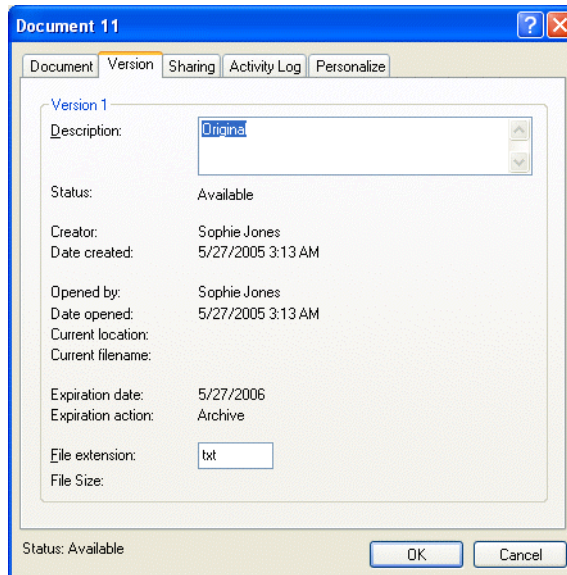 Document 11
Document Version Sharing Activity Log Personalize
Version 1
Description: Original
Status: Available
Creator: Sophie Jones
Date created: 5/27/2005 3:13 AM
Opened by: Sophie Jones
Date opened: 5/27/2005 3:13 AM
Current location:
Current filename:
Expiration date: 5/27/2006
Expiration action: Archive
File extension: txt
File Size:
Status: Available OK Cancel